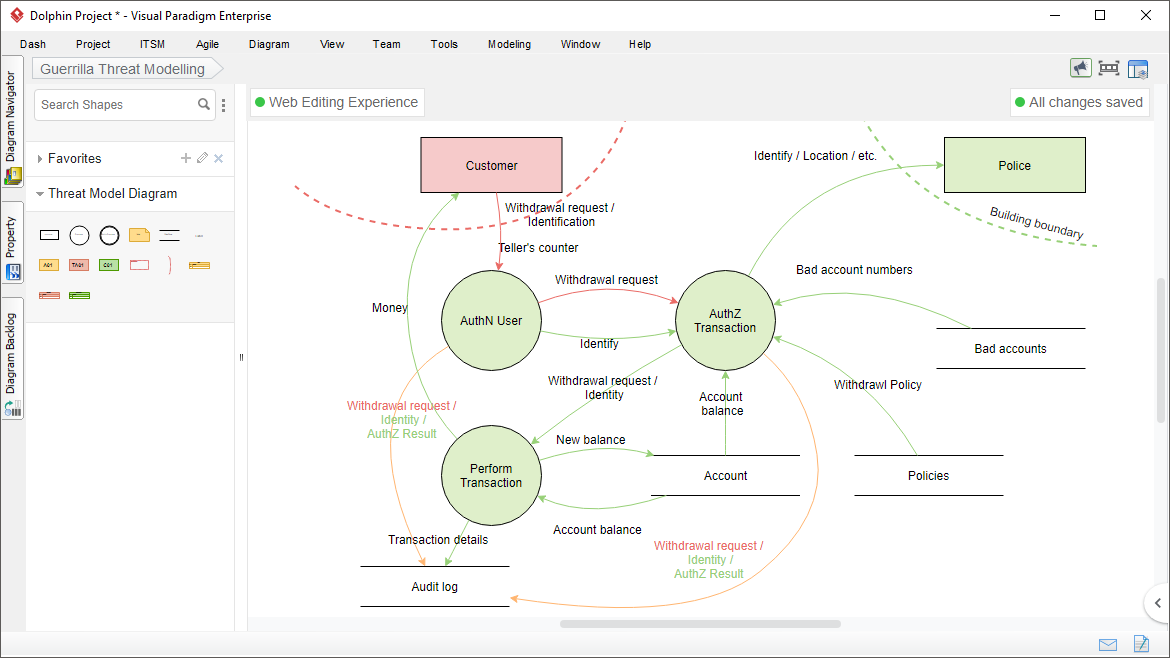 Dolphin Project * - Visual Paradigm Enterprise
Dash Project ITSM Agile Diagram View Team Tools Modeling Window Help
Guerrilla Threat Modelling
Diagram Navigator
Property
Diagram Backlog
Search Shapes
Favorites
Threat Model Diagram
A01 TA01 C01
Web Editing Experience
All changes saved
Customer
Identify / Location / etc.
Police
Withdrawal request /
Identification
Building boundary
Teller's counter
Withdrawal request
Bad account numbers
Money
AuthN User
AuthZ
Transaction
Identify
Bad accounts
Withdrawal request /
Identity
Account
balance
Withdrawl Policy
Withdrawal request /
Identity /
AuthZ Result
New balance
Perform
Transaction
Account
Policies
Account balance
Transaction details
Withdrawal request /
Identity /
AuthZ Result
Audit log